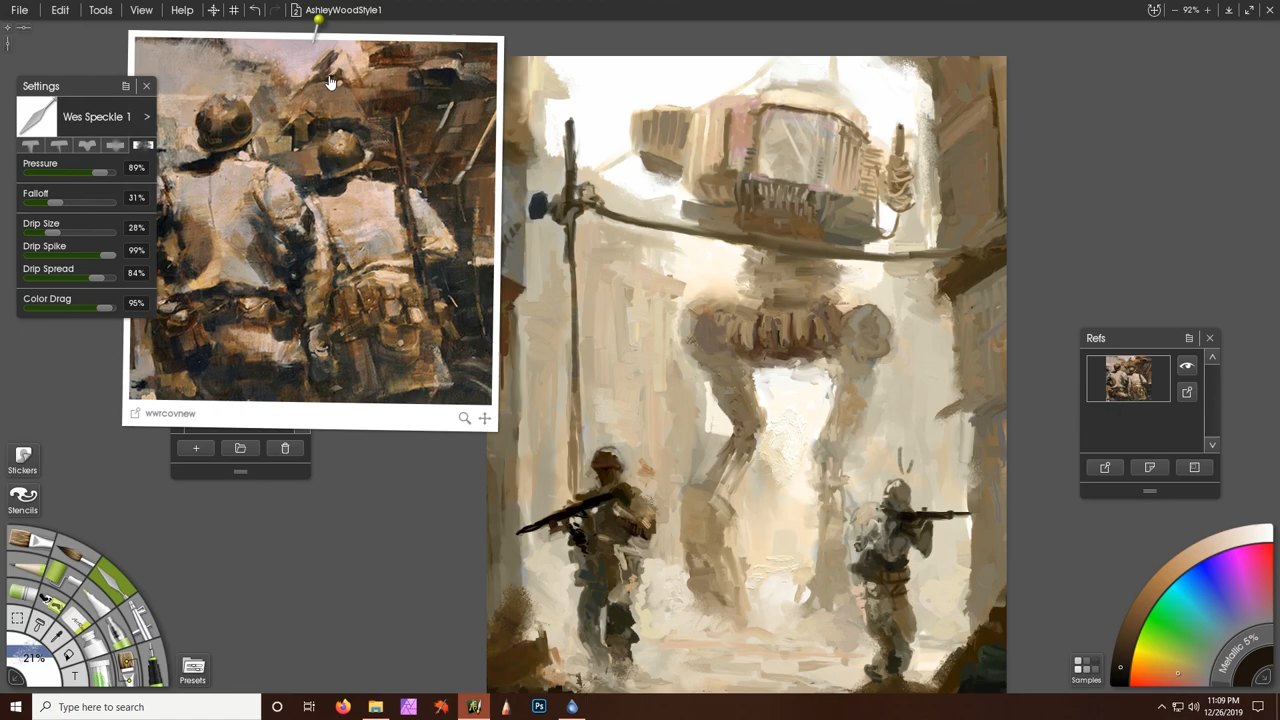 File Edit Tools View Help 2 AshleyWoodStyle1 92%
Settings
Wes Speckle 1 >
Pressure 89%
Falloff 31%
Drip Size 28%
Drip Spike 99%
Drip Spread 84%
Color Drag 95%
wwrcovnew
Refs
Stickers
Stencils
21%
T
Presets
Metallic 5%
Samples
Type here to search
Ps
11:09 PM
12/26/2019